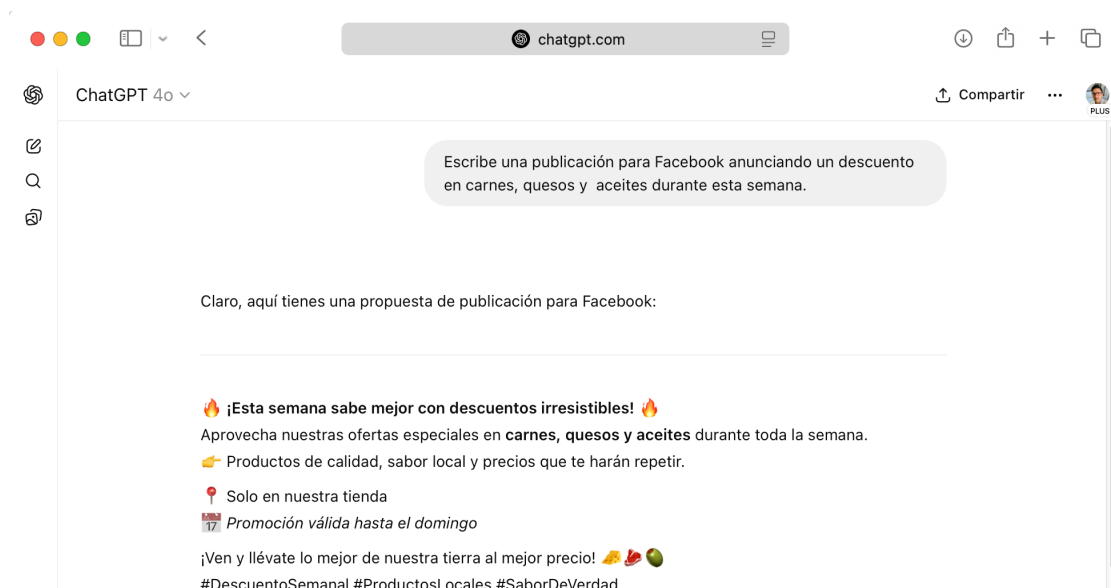 chatgpt.com
ChatGPT 4o
Compartir
PLUS
Escribe una publicación para Facebook anunciando un descuento
en carnes, quesos y  aceites durante esta semana.
Claro, aquí tienes una propuesta de publicación para Facebook:
🔥 ¡Esta semana sabe mejor con descuentos irresistibles! 🔥
Aprovecha nuestras ofertas especiales en carnes, quesos y aceites durante toda la semana.
👉 Productos de calidad, sabor local y precios que te harán repetir.
📍 Solo en nuestra tienda
📅 Promoción válida hasta el domingo
¡Ven y llévate lo mejor de nuestra tierra al mejor precio! 🧀🥩🫒
#DescuentoSemanal #ProductosLocales #SaborDeVerdad